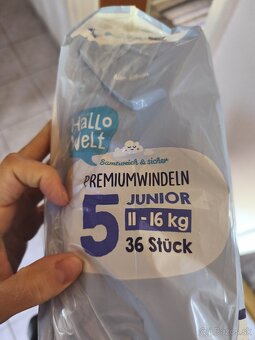 Hallo
Welt
Samtweich & sicher
PREMIUMWINDELN
5
JUNIOR
11 - 16 kg
36 Stück